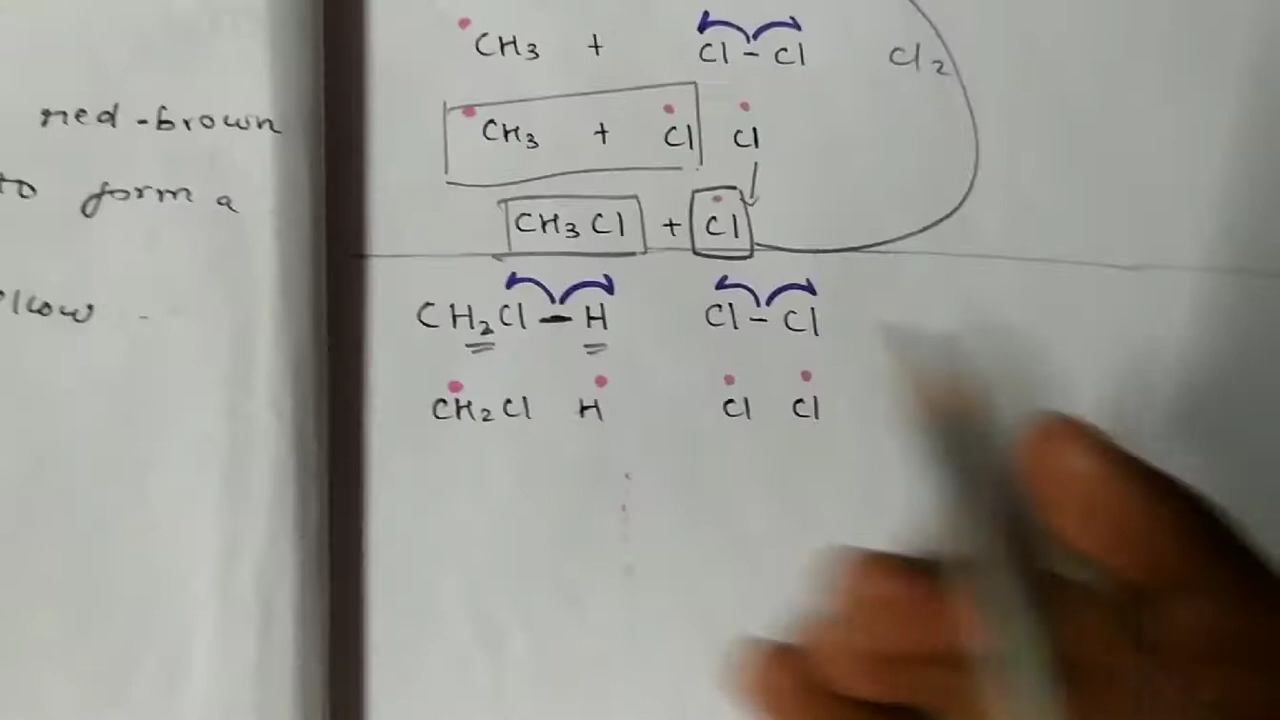 red-brown
to form a
llow -
•CH3 + Cl-Cl Cl2
•CH3 + •Cl •Cl
CH3Cl + •Cl
CH2Cl-H Cl-Cl
•CH2Cl •H •Cl •Cl